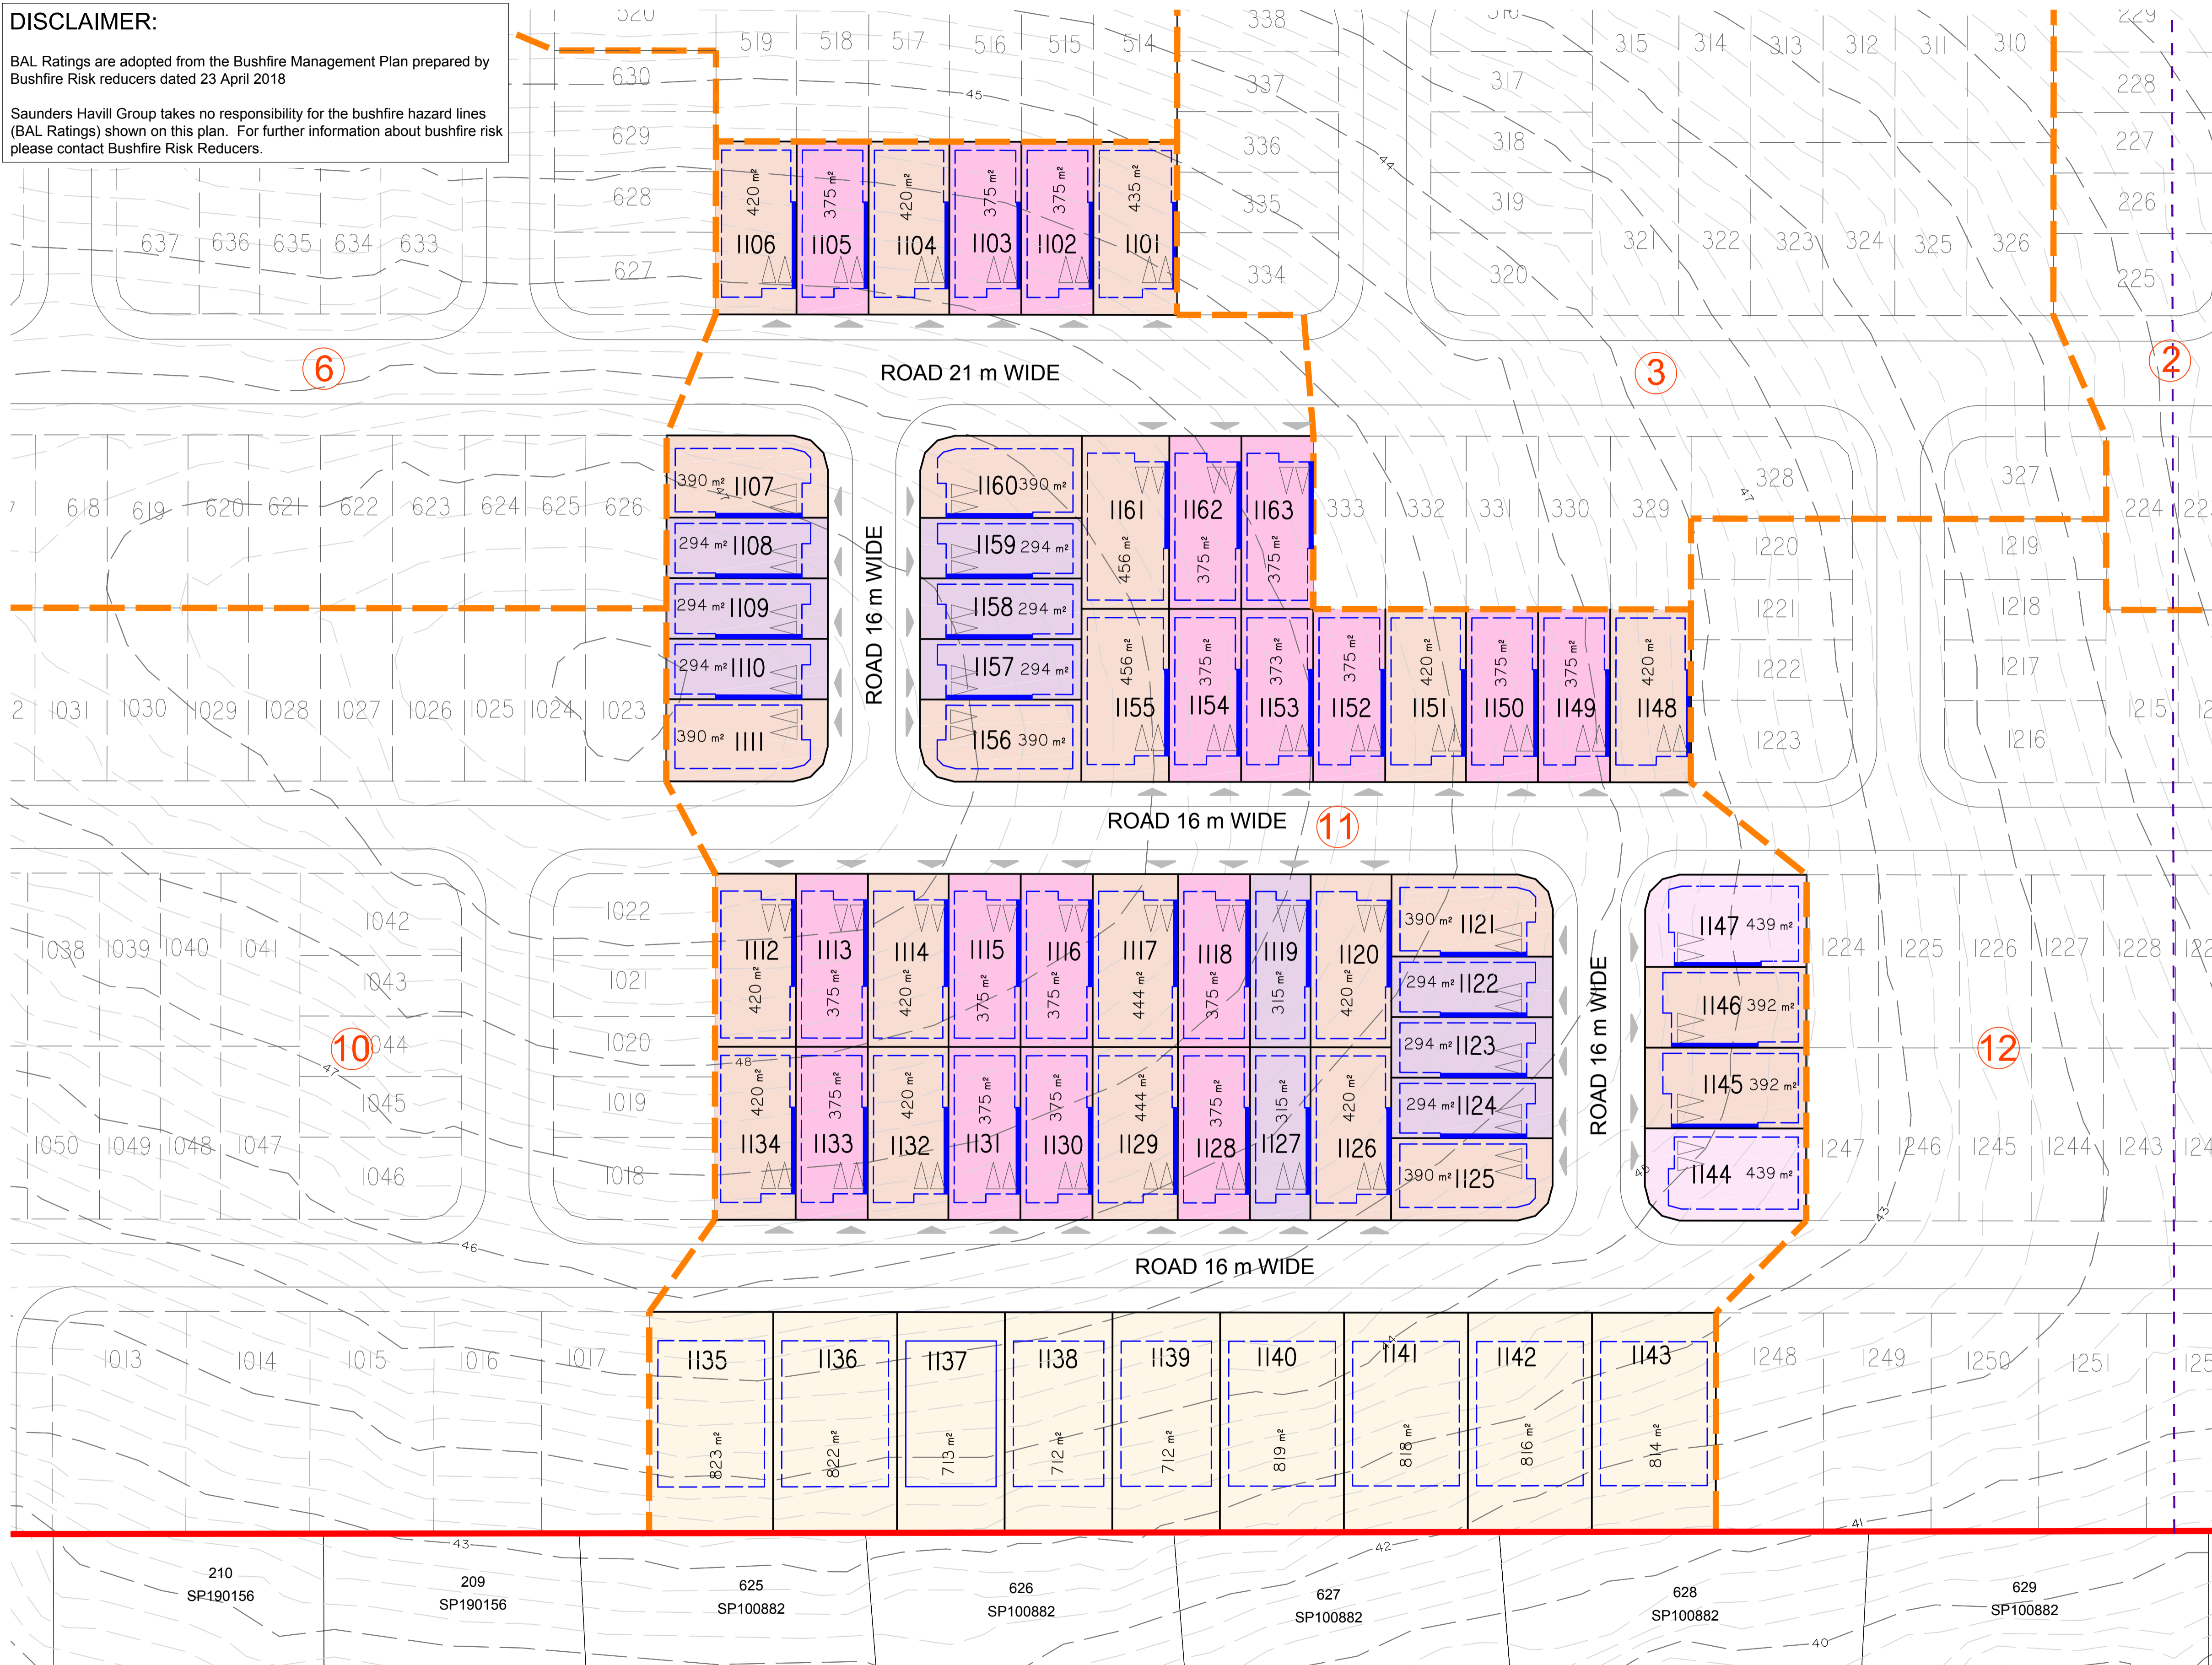 DISCLAIMER:
BAL Ratings are adopted from the Bushfire Management Plan prepared by
Bushfire Risk reducers dated 23 April 2018
Saunders Havill Group takes no responsibility for the bushfire hazard lines
(BAL Ratings) shown on this plan. For further information about bushfire risk
please contact Bushfire Risk Reducers.
520
519 518 517 516 515 514
338 316 315 314 313 312 311 310 229
630 337 317 228
45
629 336 318 227
44
628 335 319 226
420 m² 375 m² 420 m² 375 m² 375 m² 435 m²
637 636 635 634 633
1106 1105 1104 1103 1102 1101
321 322 323 324 325 326
627 334 320 225
6 ROAD 21 m WIDE 3 2
618 619 620 621 622 623 624 625 626
390 m² 1107
294 m² 1108
294 m² 1109
294 m² 1110
390 m² 1111
47
ROAD 16 m WIDE
1160 390 m²
1159 294 m²
1158 294 m²
1157 294 m²
1156 390 m²
1161 1162 1163
456 m² 375 m² 375 m²
333 332 331 330 329
328
47
327
1220 1219 224
1221 1218
1222 1217
1223 1216 1215
456 m² 375 m² 373 m² 375 m² 420 m² 375 m² 375 m² 420 m²
1155 1154 1153 1152 1151 1150 1149 1148
1031 1030 1029 1028 1027 1026 1025 1024 1023
ROAD 16 m WIDE 11
1042 1022
1038 1039 1040 1041
1043 1021
10 1044 1020
47
1045 1019
1050 1049 1048 1047
1046 1018
1112 1113 1114 1115 1116 1117 1118 1119 1120
420 m² 375 m² 420 m² 375 m² 375 m² 444 m² 375 m² 315 m² 420 m²
48
420 m² 375 m² 420 m² 375 m² 375 m² 444 m² 375 m² 315 m² 420 m²
1134 1133 1132 1131 1130 1129 1128 1127 1126
390 m² 1121
294 m² 1122
294 m² 1123
294 m² 1124
390 m² 1125
ROAD 16 m WIDE
1147 439 m²
1146 392 m²
1145 392 m²
1144 439 m²
1224 1225 1226 1227 1228
12
1247 1246 1245 1244 1243
43
46
ROAD 16 m WIDE
1013 1014 1015 1016 1017
1135 1136 1137 1138 1139 1140 1141 1142 1143
823 m² 822 m² 713 m² 712 m² 712 m² 819 m² 818 m² 816 m² 814 m²
1248 1249 1250 1251
43 42 41
210 209 625 626 627 628 629
SP190156 SP190156 SP100882 SP100882 SP100882 SP100882 SP100882
40